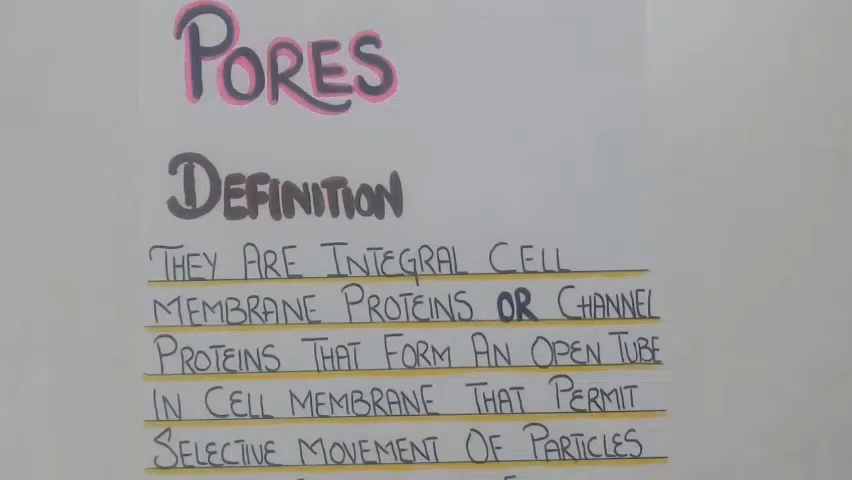 PORES
DEFINITION
THEY ARE INTEGRAL CELL
MEMBRANE PROTEINS OR CHANNEL
PROTEINS THAT FORM AN OPEN TUBE
IN CELL MEMBRANE THAT PERMIT
SELECTIVE MOVEMENT OF PARTICLES